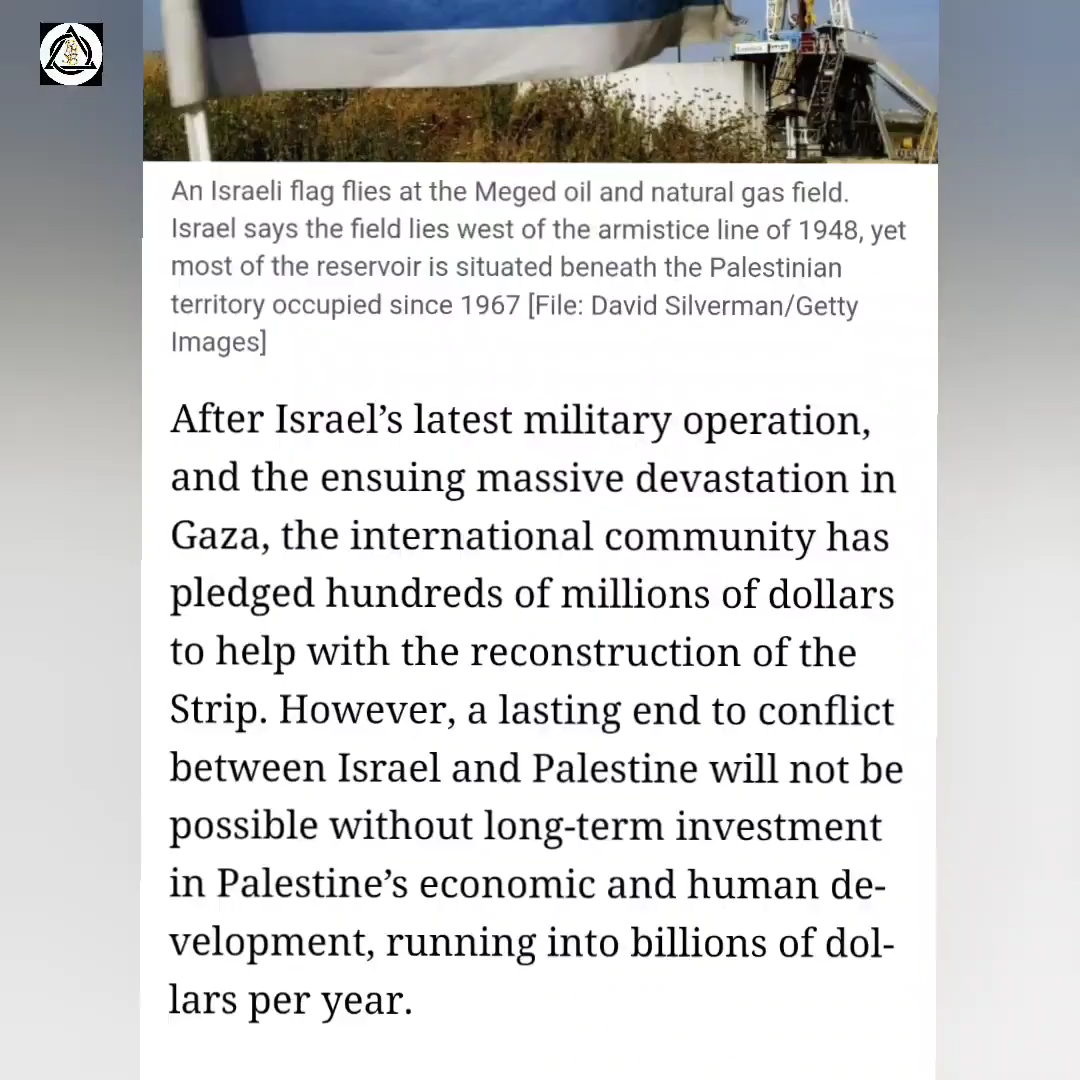 An Israeli flag flies at the Meged oil and natural gas field.
Israel says the field lies west of the armistice line of 1948, yet
most of the reservoir is situated beneath the Palestinian
territory occupied since 1967 [File: David Silverman/Getty
Images]
After Israel’s latest military operation,
and the ensuing massive devastation in
Gaza, the international community has
pledged hundreds of millions of dollars
to help with the reconstruction of the
Strip. However, a lasting end to conflict
between Israel and Palestine will not be
possible without long-term investment
in Palestine’s economic and human de-
velopment, running into billions of dol-
lars per year.